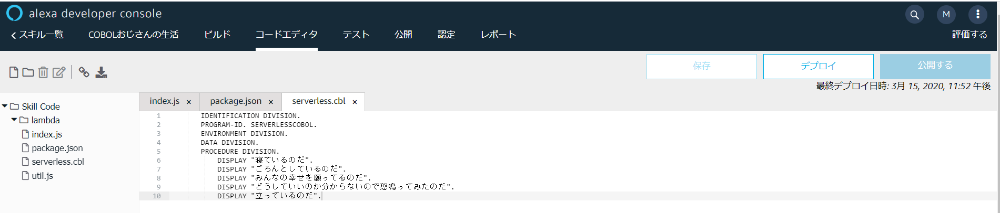 alexa developer console
M
スキル一覧 COBOLおじさんの生活 ビルド コードエディタ テスト 公開 認定 レポート 評価する
保存 デプロイ 公開する
最終デプロイ日時: 3月 15, 2020, 11:52 午後
index.js × package.json × serverless.cbl ×
Skill Code
lambda
index.js
package.json
serverless.cbl
util.js
1 IDENTIFICATION DIVISION.
2 PROGRAM-ID. SERVERLESSCOBOL.
3 ENVIRONMENT DIVISION.
4 DATA DIVISION.
5 PROCEDURE DIVISION.
6 DISPLAY "寝ているのだ".
7 DISPLAY "ごろんとしているのだ".
8 DISPLAY "みんなの幸せを願ってるのだ".
9 DISPLAY "どうしていいのか分からないので怒鳴ってみたのだ".
10 DISPLAY "立っているのだ".